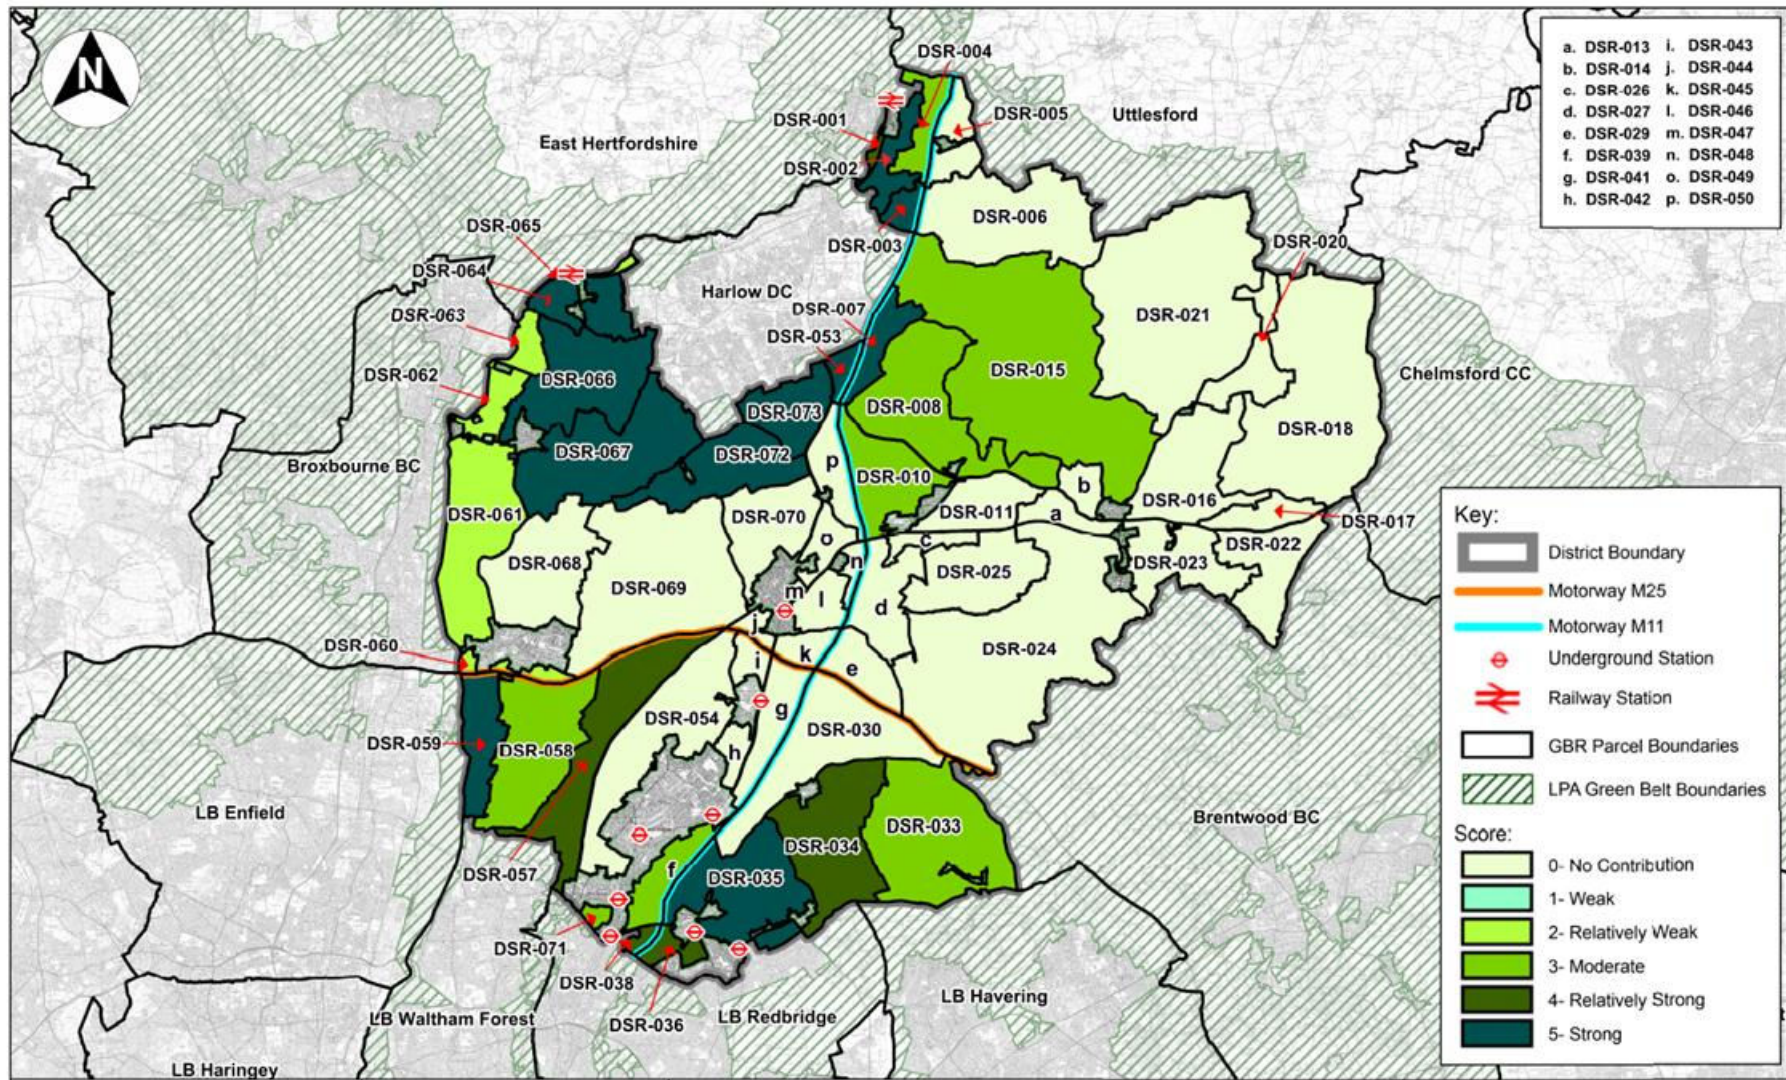 N
a. DSR-013 i. DSR-043
b. DSR-014 j. DSR-044
c. DSR-026 k. DSR-045
d. DSR-027 l. DSR-046
e. DSR-029 m. DSR-047
f. DSR-039 n. DSR-048
g. DSR-041 o. DSR-049
h. DSR-042 p. DSR-050
DSR-004
DSR-001
DSR-005
Uttlesford
East Hertfordshire
DSR-002
DSR-006
DSR-065
DSR-003
DSR-020
DSR-064
Harlow DC
DSR-063
DSR-007
DSR-021
DSR-053
DSR-062
DSR-066
DSR-015
Chelmsford CC
DSR-073
DSR-008
DSR-018
DSR-067
DSR-072
Broxbourne BC
p
DSR-010
b
DSR-061
DSR-070
DSR-011
a
DSR-016
DSR-017
o
c
DSR-022
DSR-068
n
DSR-025
DSR-023
DSR-069
m
l
d
j
DSR-060
k
DSR-024
i
e
g
DSR-054
DSR-030
DSR-059
DSR-058
h
LB Enfield
Brentwood BC
DSR-033
DSR-034
DSR-057
f
DSR-035
DSR-071
DSR-038
LB Havering
LB Waltham Forest
DSR-036
LB Redbridge
LB Haringey
Key:
District Boundary
Motorway M25
Motorway M11
Underground Station
Railway Station
GBR Parcel Boundaries
LPA Green Belt Boundaries
Score:
0- No Contribution
1- Weak
2- Relatively Weak
3- Moderate
4- Relatively Strong
5- Strong